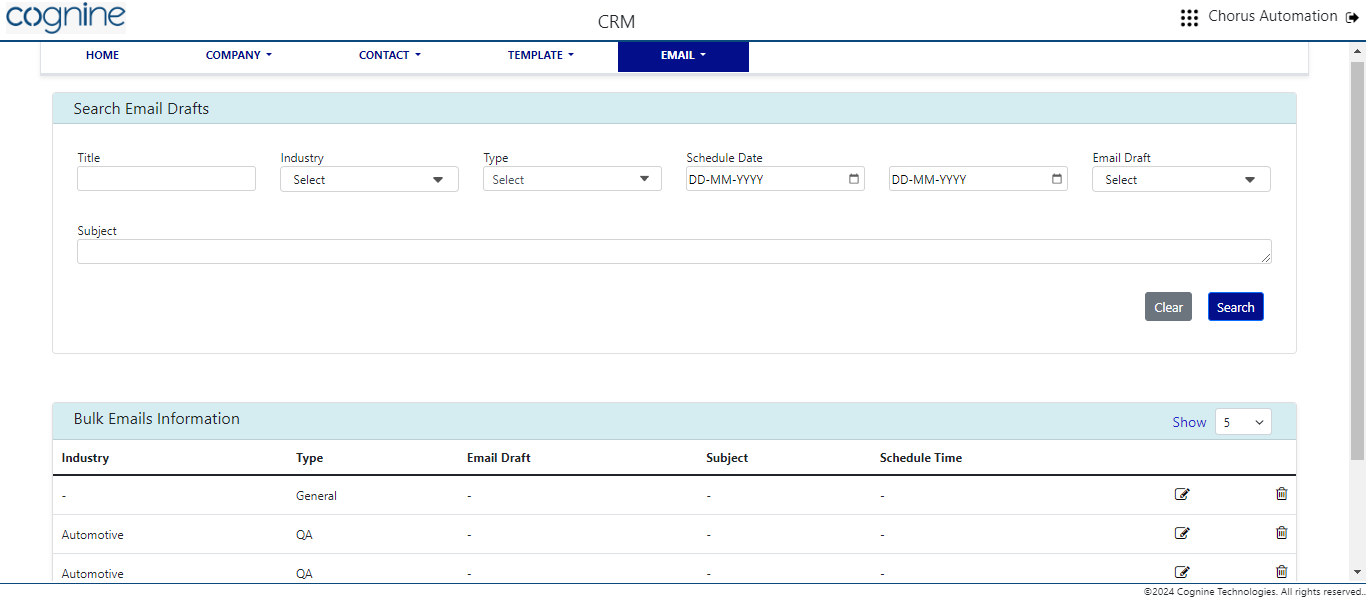 cognine
CRM
Chorus Automation
HOME COMPANY CONTACT TEMPLATE EMAIL
Search Email Drafts
Title Industry Type Schedule Date Email Draft
Select Select DD-MM-YYYY DD-MM-YYYY Select
Subject
Clear Search
Bulk Emails Information Show 5
Industry Type Email Draft Subject Schedule Time
- General - - -
Automotive QA - - -
Automotive QA - - -
©2024 Cognine Technologies. All rights reserved..